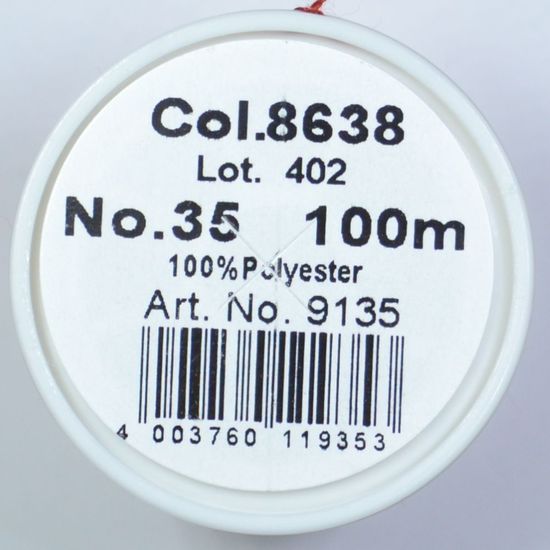 Col.8638
Lot. 402
No.35 100m
100%Polyester
Art. No. 9135
4 003760 119353